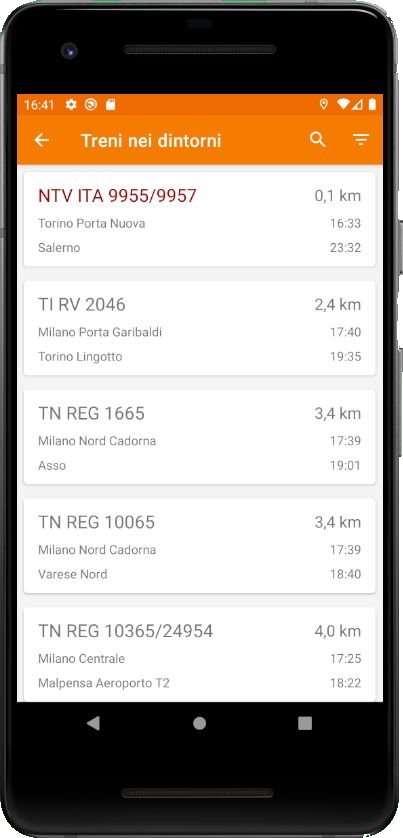 16:41
Treni nei dintorni
NTV ITA 9955/9957 0,1 km
Torino Porta Nuova 16:33
Salerno 23:32
TI RV 2046 2,4 km
Milano Porta Garibaldi 17:40
Torino Lingotto 19:35
TN REG 1665 3,4 km
Milano Nord Cadorna 17:39
Asso 19:01
TN REG 10065 3,4 km
Milano Nord Cadorna 17:39
Varese Nord 18:40
TN REG 10365/24954 4,0 km
Milano Centrale 17:25
Malpensa Aeroporto T2 18:22